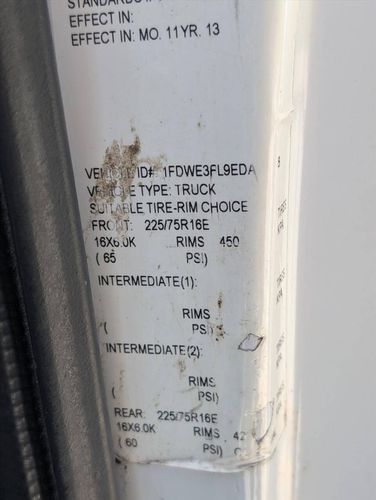 EFFECT IN:
EFFECT IN: MO. 11YR. 13
VEHICLE ID#: 1FDWE3FL9EDA
VEHICLE TYPE: TRUCK
SUITABLE TIRE-RIM CHOICE
FRONT: 225/75R16E
16X6.0K RIMS 450
( 65 PSI)
INTERMEDIATE(1):
RIMS
( PSI)
INTERMEDIATE(2):
RIMS
( PSI)
REAR: 225/75R16E
16X6.0K RIMS 42
( 60 PSI)